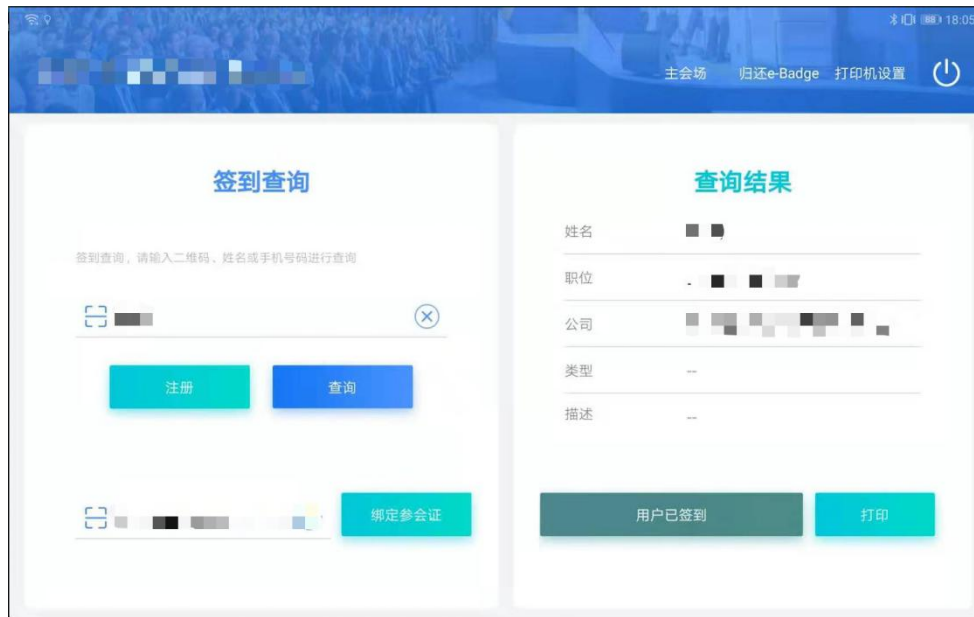 18:05
主会场 归还e-Badge 打印机设置
签到查询
签到查询，请输入二维码、姓名或手机号码进行查询
注册 查询
绑定参会证
查询结果
姓名
职位
公司
类型 --
描述 --
用户已签到 打印